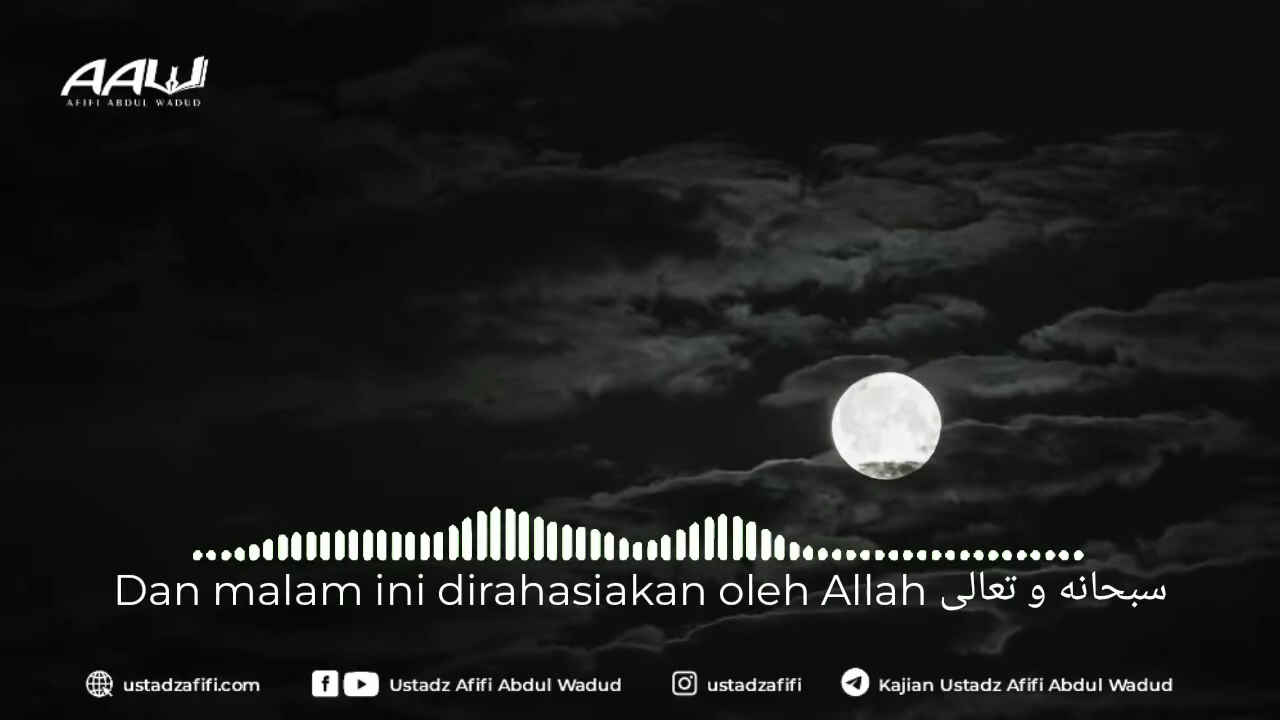 AAW
AFIFI ABDUL WADUD
Dan malam ini dirahasiakan oleh Allah سبحانه و تعالى
ustadzafifi.com
Ustadz Afifi Abdul Wadud
ustadzafifi
Kajian Ustadz Afifi Abdul Wadud